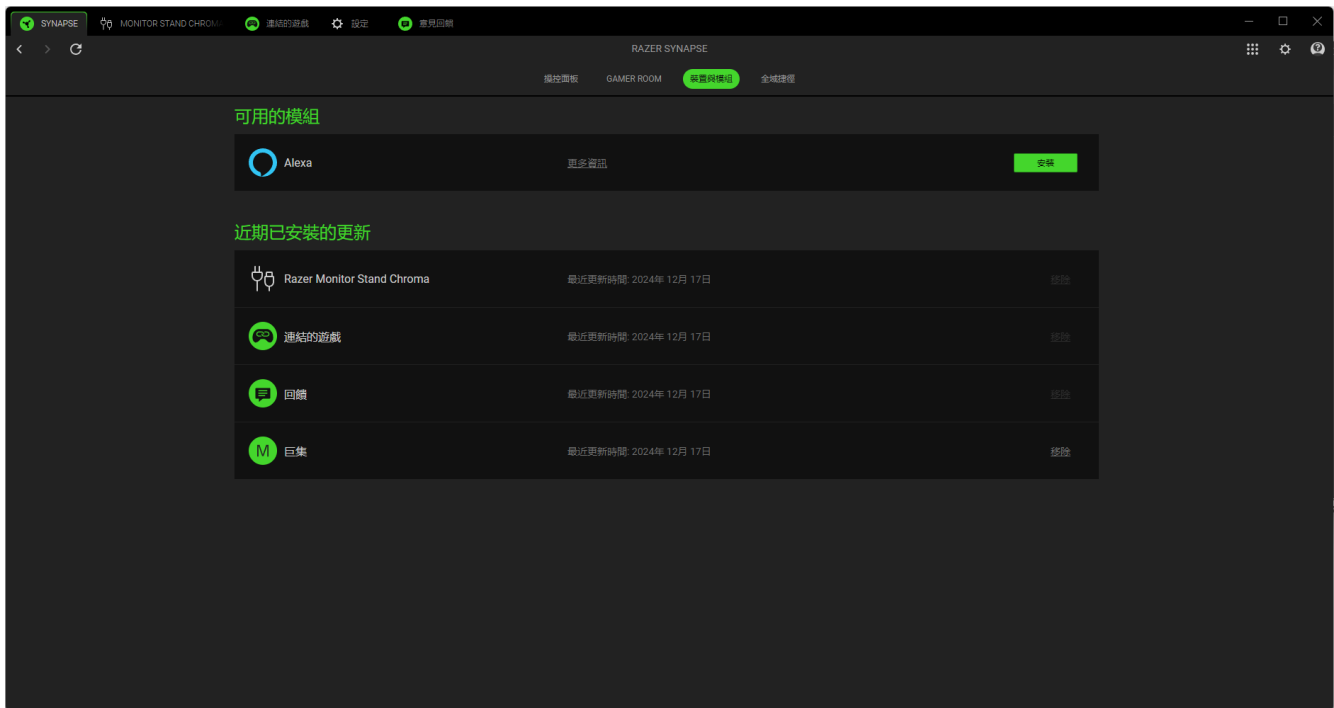 SYNAPSE MONITOR STAND CHROMA 連結的遊戲 設定 意見回饋
RAZER SYNAPSE
操控面板 GAMER ROOM 裝置與模組 全域捷徑
可用的模組
Alexa 更多資訊 安裝
近期已安裝的更新
Razer Monitor Stand Chroma 最近更新時間: 2024年 12月 17日 移除
連結的遊戲 最近更新時間: 2024年 12月 17日 移除
回饋 最近更新時間: 2024年 12月 17日 移除
M 巨集 最近更新時間: 2024年 12月 17日 移除